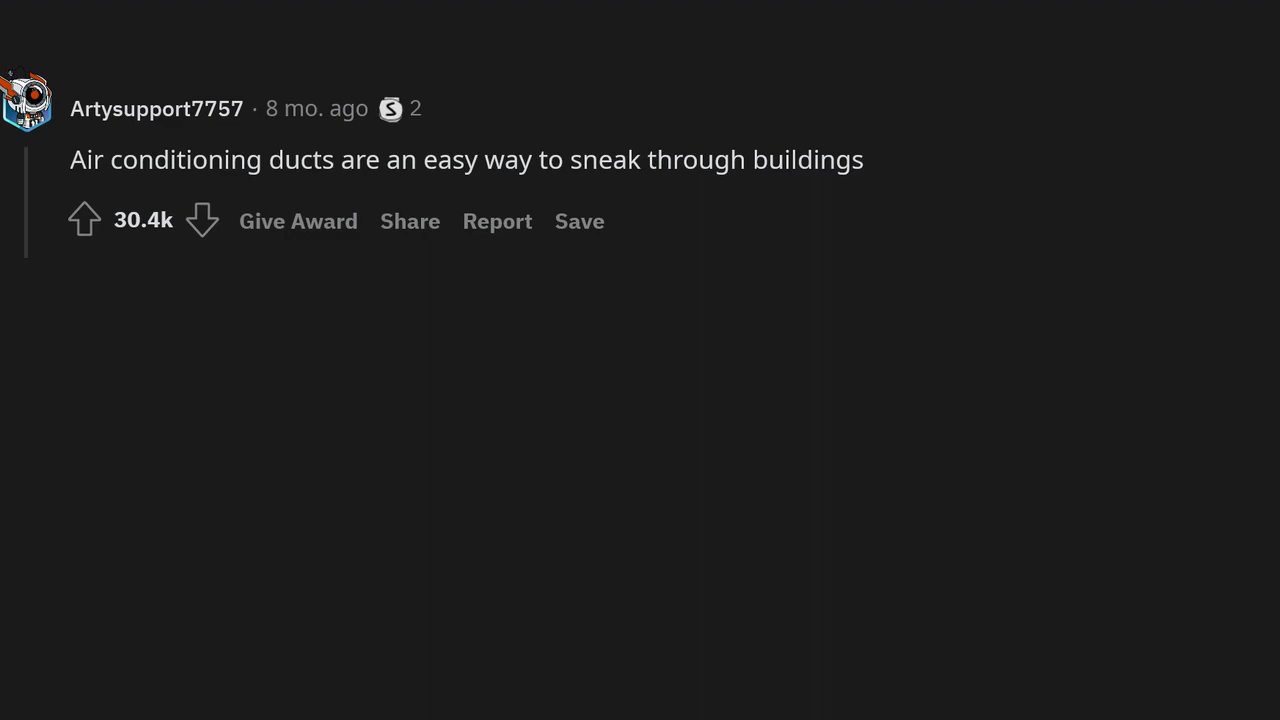 Artysupport7757 · 8 mo. ago S 2
Air conditioning ducts are an easy way to sneak through buildings
30.4k Give Award Share Report Save